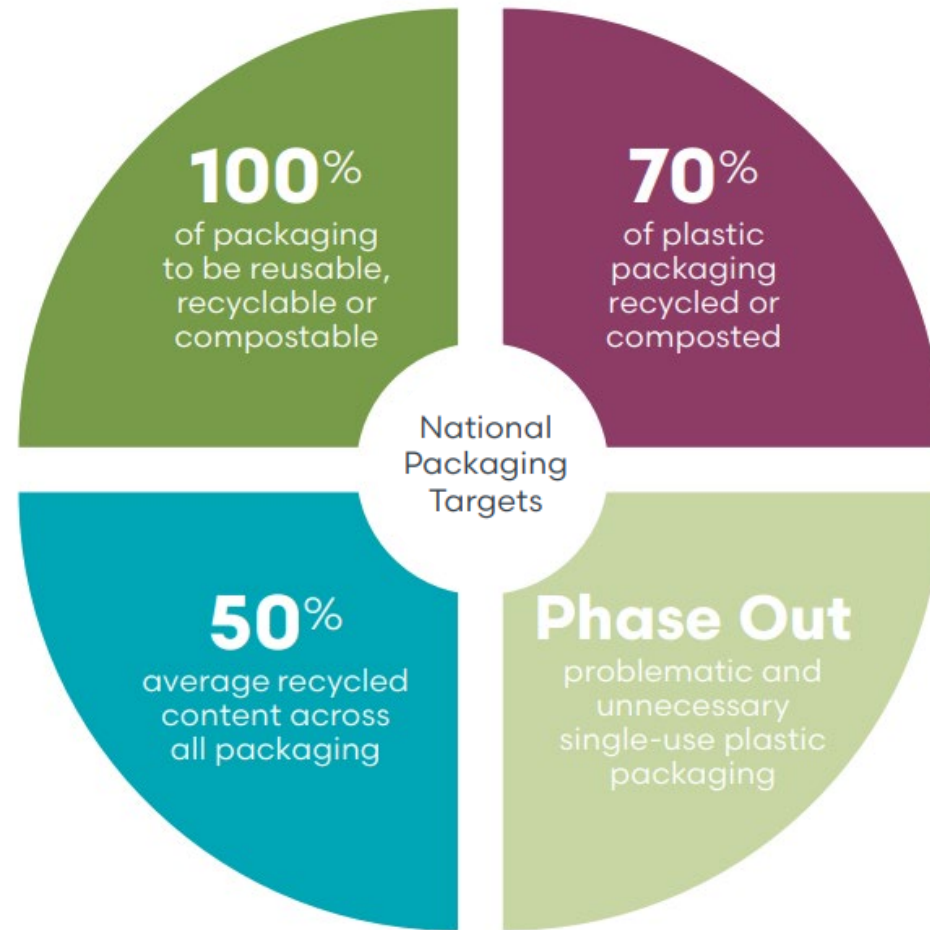 100%
of packaging
to be reusable,
recyclable or
compostable
70%
of plastic
packaging
recycled or
composted
National
Packaging
Targets
50%
average recycled
content across
all packaging
Phase Out
problematic and
unnecessary
single-use plastic
packaging